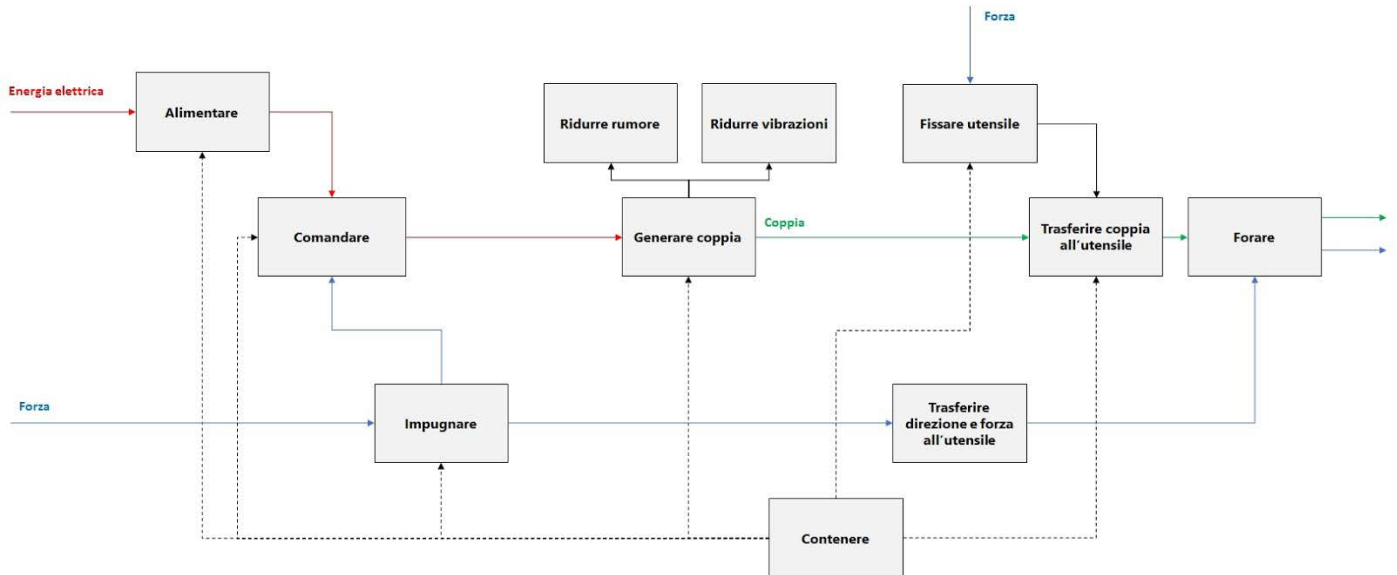 Forza
Energia elettrica
Alimentare
Ridurre rumore
Ridurre vibrazioni
Fissare utensile
Comandare
Generare coppia
Coppia
Trasferire coppia
all'utensile
Forare
Forza
Impugnare
Trasferire
direzione e forza
all'utensile
Contenere